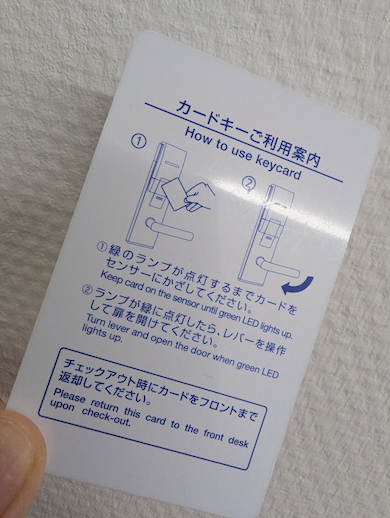 カードキーご利用案内
How to use keycard
①
②
①緑のランプが点灯するまでカードを
センサーにかざしてください。
Keep card on the sensor until green LED lights up.
②ランプが緑に点灯したら、レバーを操作
して扉を開けてください。
Turn lever and open the door when green LED
lights up.
チェックアウト時にカードをフロントまで
返却してください。
Please return this card to the front desk
upon check-out.